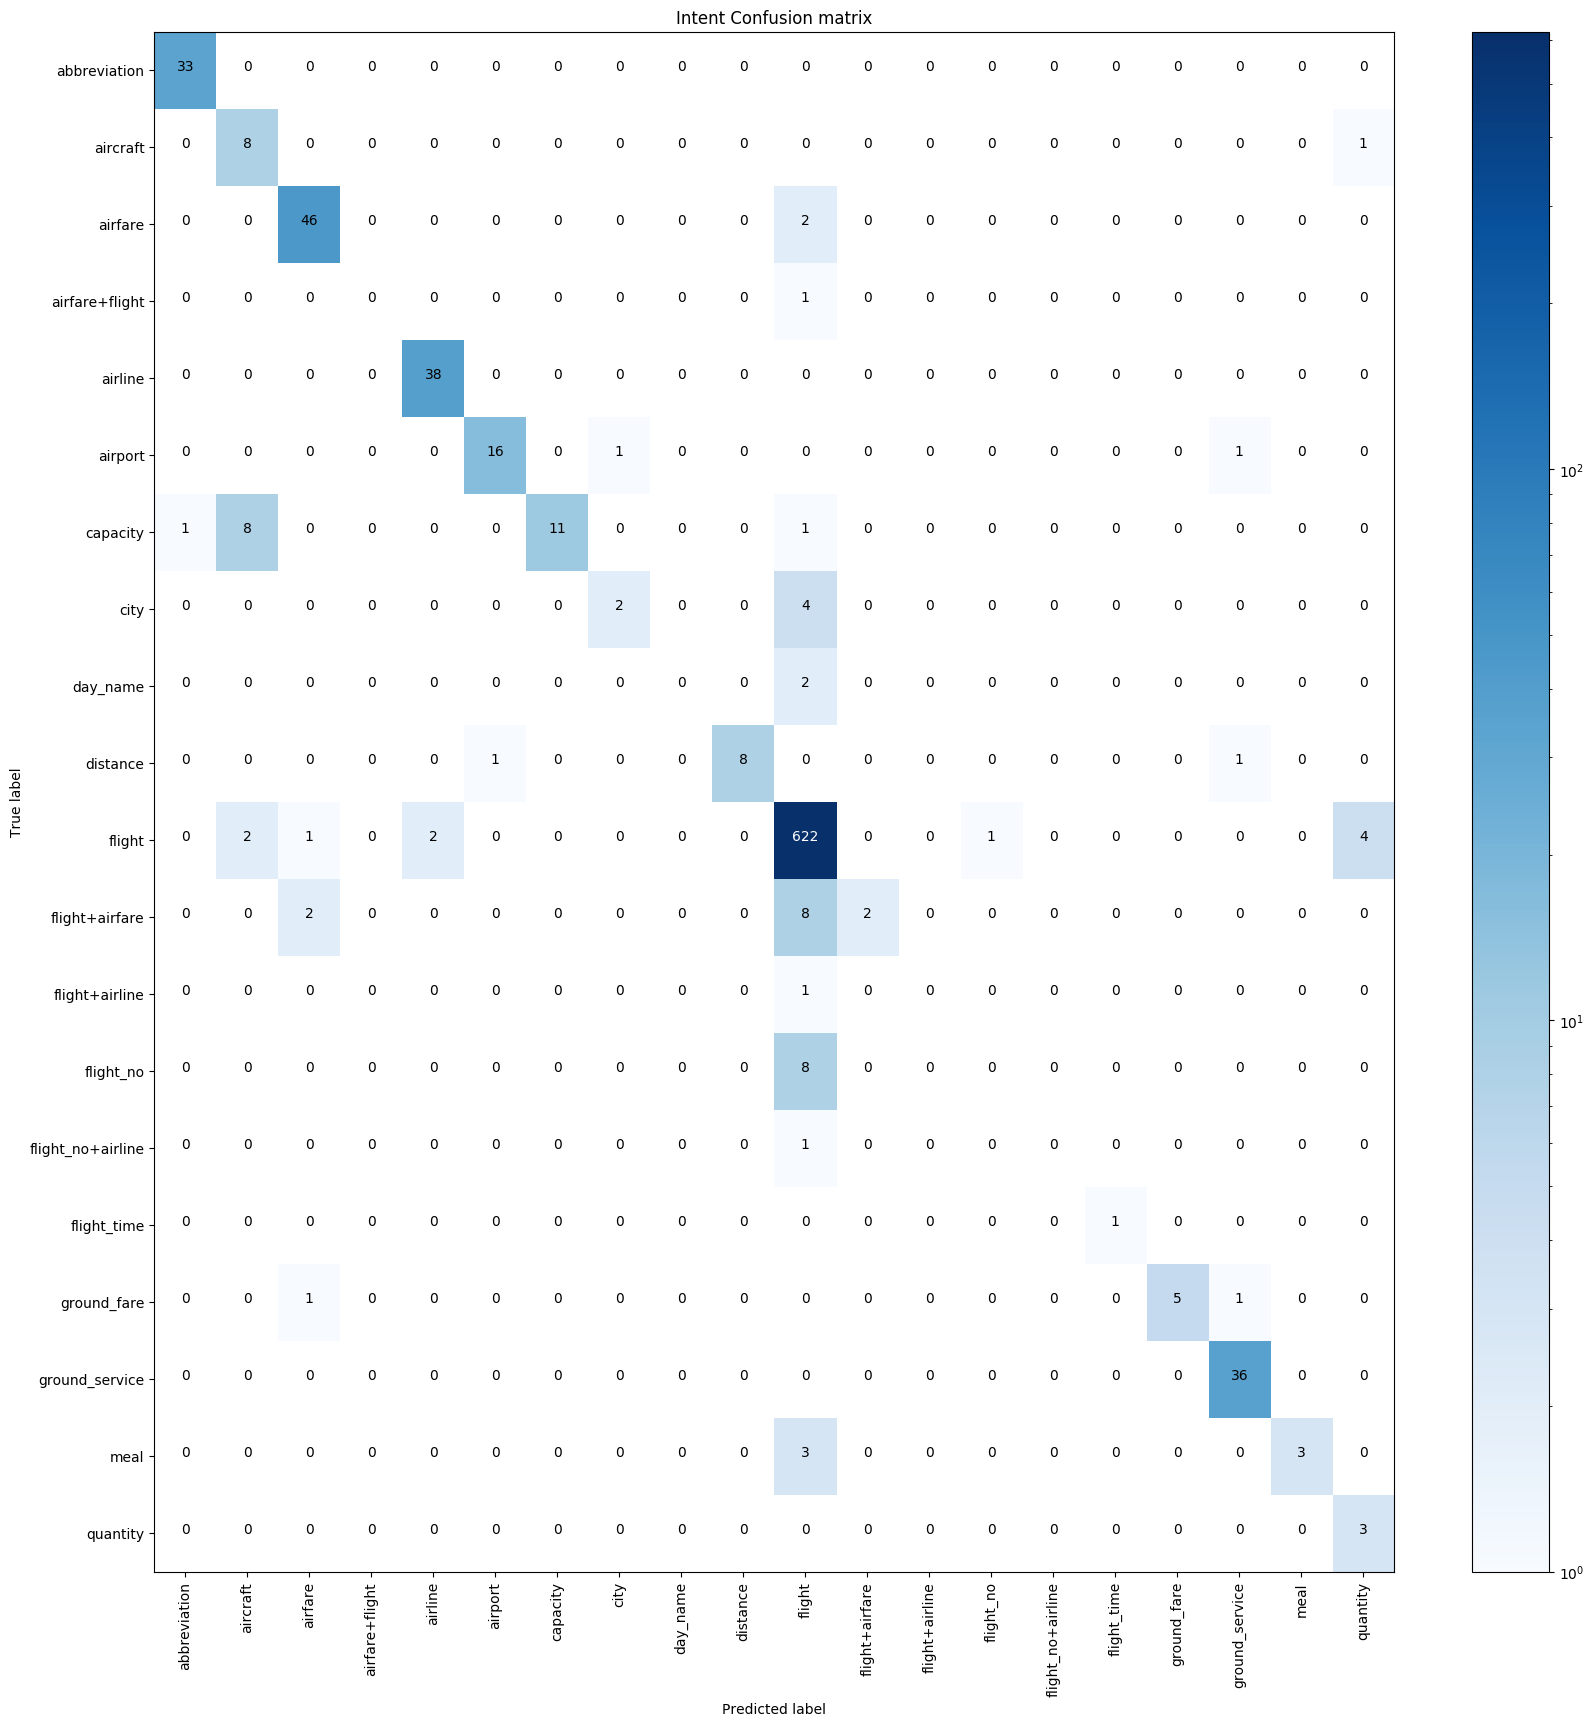 Intent Confusion matrix
abbreviation 33 0 0 0 0 0 0 0 0 0 0 0 0 0 0 0 0 0 0 0
aircraft 0 8 0 0 0 0 0 0 0 0 0 0 0 0 0 0 0 0 0 1
airfare 0 0 46 0 0 0 0 0 0 0 2 0 0 0 0 0 0 0 0 0
airfare+flight 0 0 0 0 0 0 0 0 0 0 1 0 0 0 0 0 0 0 0 0
airline 0 0 0 0 38 0 0 0 0 0 0 0 0 0 0 0 0 0 0 0
airport 0 0 0 0 0 16 0 1 0 0 0 0 0 0 0 0 0 1 0 0
capacity 1 8 0 0 0 0 11 0 0 0 1 0 0 0 0 0 0 0 0 0
city 0 0 0 0 0 0 0 2 0 0 4 0 0 0 0 0 0 0 0 0
day_name 0 0 0 0 0 0 0 0 0 0 2 0 0 0 0 0 0 0 0 0
distance 0 0 0 0 0 1 0 0 0 8 0 0 0 0 0 0 0 1 0 0
flight 0 2 1 0 2 0 0 0 0 0 622 0 0 1 0 0 0 0 0 4
flight+airfare 0 0 2 0 0 0 0 0 0 0 8 2 0 0 0 0 0 0 0 0
flight+airline 0 0 0 0 0 0 0 0 0 0 1 0 0 0 0 0 0 0 0 0
flight_no 0 0 0 0 0 0 0 0 0 0 8 0 0 0 0 0 0 0 0 0
flight_no+airline 0 0 0 0 0 0 0 0 0 0 1 0 0 0 0 0 0 0 0 0
flight_time 0 0 0 0 0 0 0 0 0 0 0 0 0 0 0 1 0 0 0 0
ground_fare 0 0 1 0 0 0 0 0 0 0 0 0 0 0 0 0 5 1 0 0
ground_service 0 0 0 0 0 0 0 0 0 0 0 0 0 0 0 0 0 36 0 0
meal 0 0 0 0 0 0 0 0 0 0 3 0 0 0 0 0 0 0 3 0
quantity 0 0 0 0 0 0 0 0 0 0 0 0 0 0 0 0 0 0 0 3
True label
abbreviation
aircraft
airfare
airfare+flight
airline
airport
capacity
city
day_name
distance
flight
flight+airfare
flight+airline
flight_no
flight_no+airline
flight_time
ground_fare
ground_service
meal
quantity
Predicted label
10²
10¹
10⁰